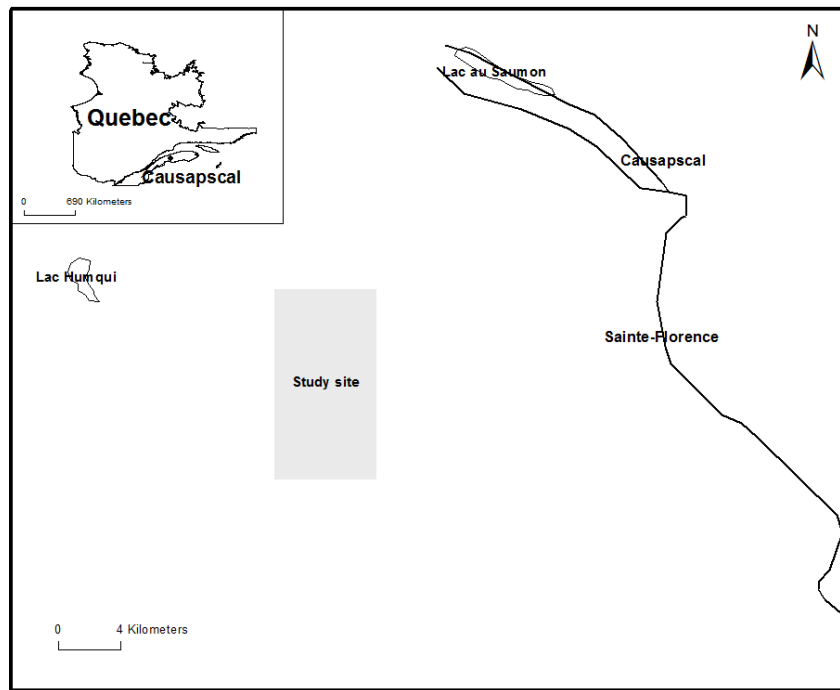 N
Lac au Saumon
Quebec
Causapscal
Causapscal
0 690 Kilometers
Lac Humqui
Sainte-Florence
Study site
0 4 Kilometers